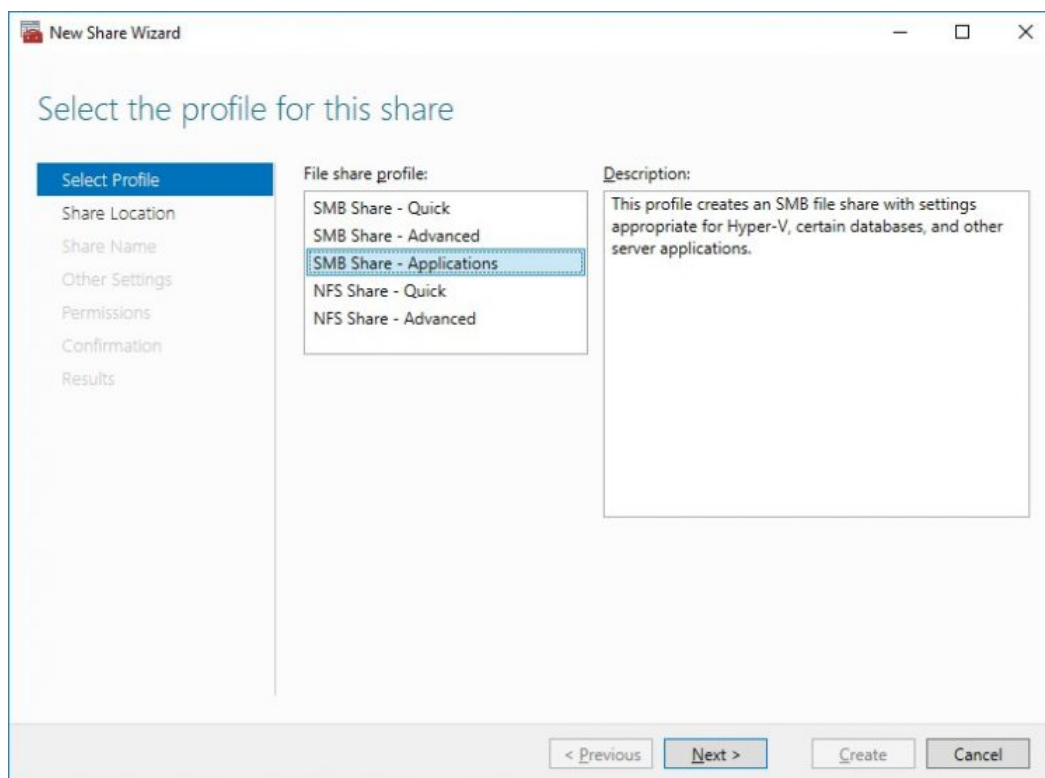 New Share Wizard
Select the profile for this share
Select Profile
Share Location
Share Name
Other Settings
Permissions
Confirmation
Results
File share profile:
SMB Share - Quick
SMB Share - Advanced
SMB Share - Applications
NFS Share - Quick
NFS Share - Advanced
Description:
This profile creates an SMB file share with settings
appropriate for Hyper-V, certain databases, and other
server applications.
< Previous
Next >
Create
Cancel